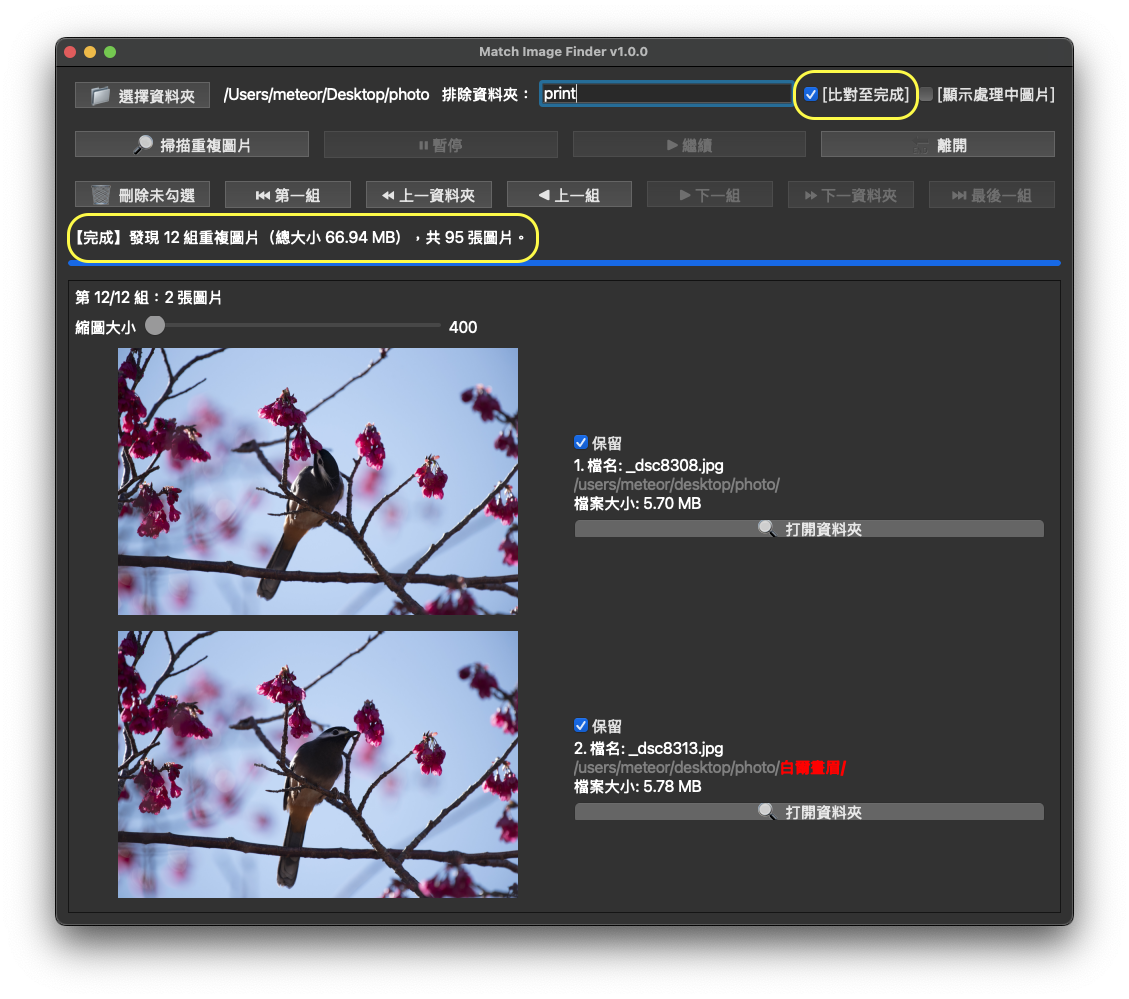 Match Image Finder v1.0.0
選擇資料夾 /Users/meteor/Desktop/photo 排除資料夾： print [比對至完成] [顯示處理中圖片]
掃描重複圖片 暫停 繼續 離開
刪除未勾選 第一組 上一資料夾 上一組 下一組 下一資料夾 最後一組
【完成】發現 12 組重複圖片（總大小 66.94 MB），共 95 張圖片。
第 12/12 組：2 張圖片
縮圖大小 400
保留
1. 檔名: _dsc8308.jpg
/users/meteor/desktop/photo/
檔案大小: 5.70 MB
打開資料夾
保留
2. 檔名: _dsc8313.jpg
/users/meteor/desktop/photo/白爾畫眉/
檔案大小: 5.78 MB
打開資料夾